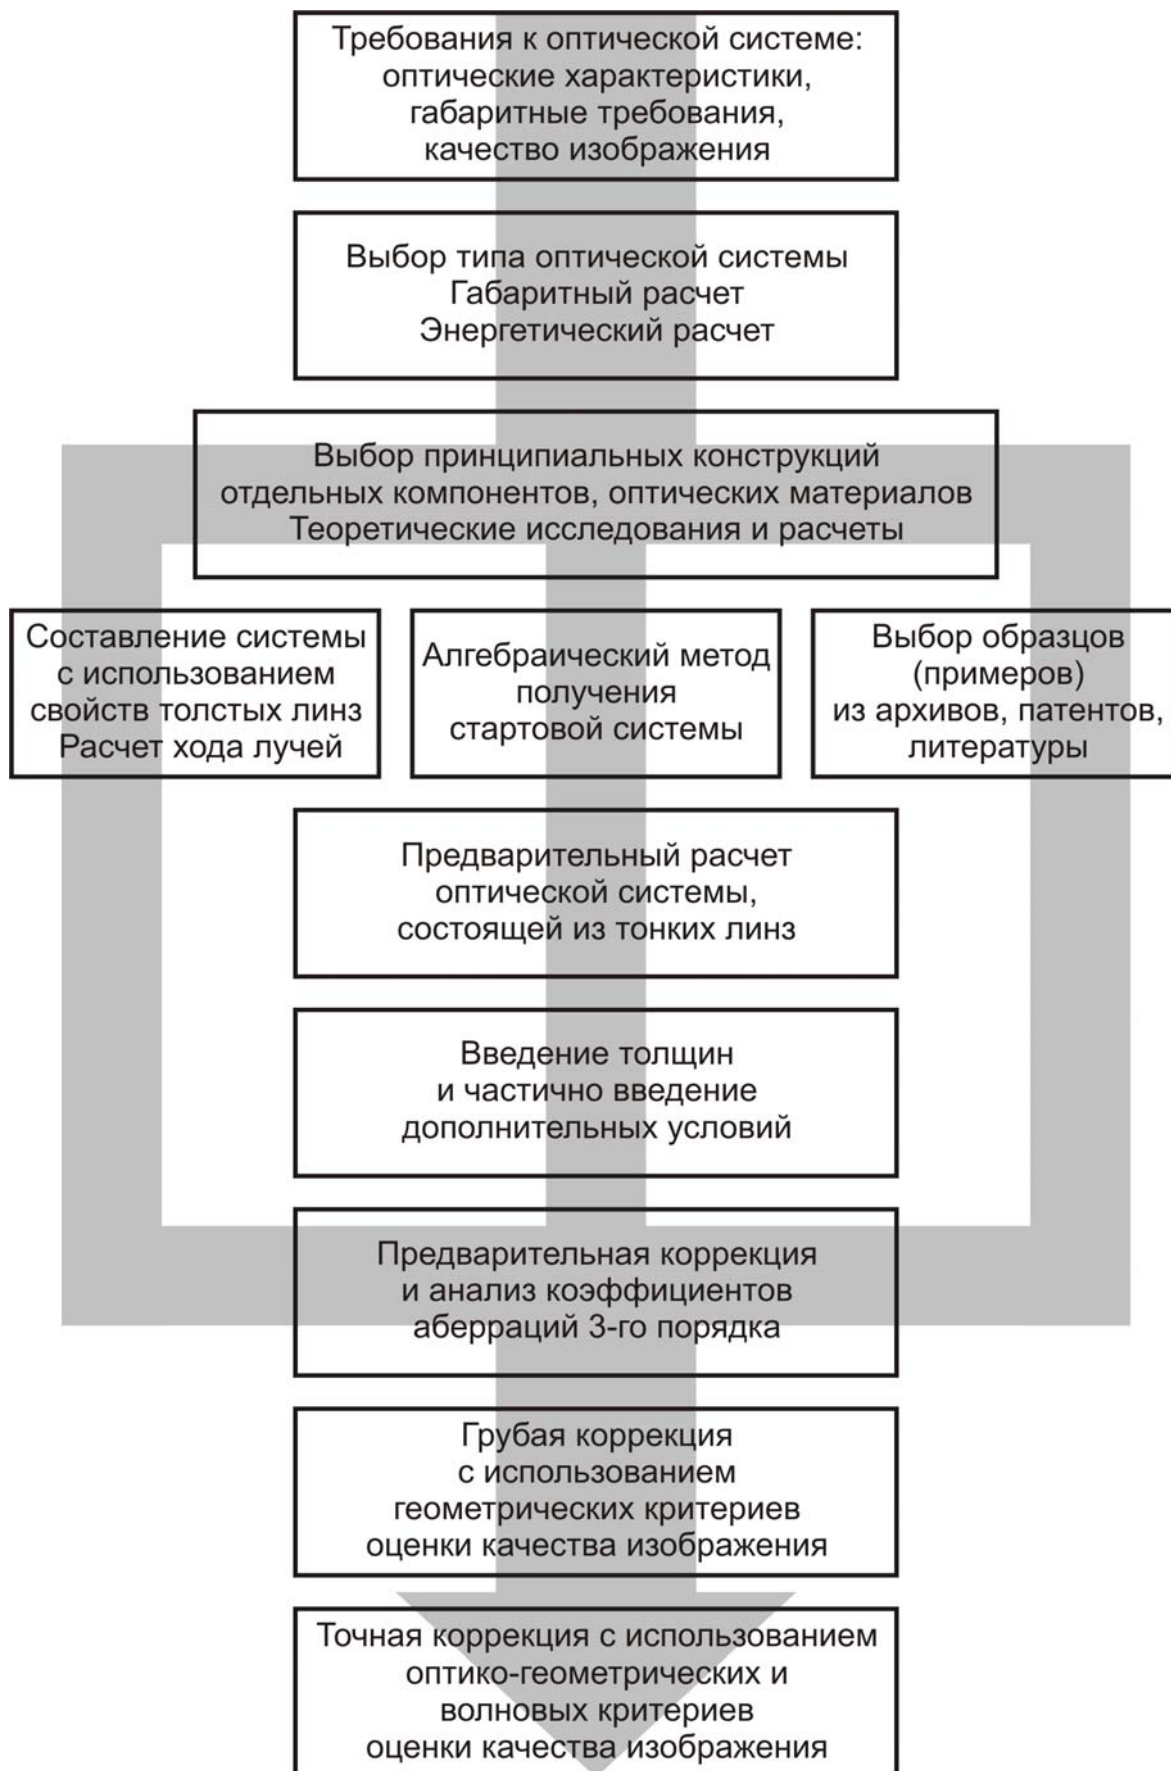 Требования к оптической системе:
оптические характеристики,
габаритные требования,
качество изображения
Выбор типа оптической системы
Габаритный расчет
Энергетический расчет
Выбор принципиальных конструкций
отдельных компонентов, оптических материалов
Теоретические исследования и расчеты
Составление системы
с использованием
свойств толстых линз
Расчет хода лучей
Алгебраический метод
получения
стартовой системы
Выбор образцов
(примеров)
из архивов, патентов,
литературы
Предварительный расчет
оптической системы,
состоящей из тонких линз
Введение толщин
и частично введение
дополнительных условий
Предварительная коррекция
и анализ коэффициентов
аберраций 3-го порядка
Грубая коррекция
с использованием
геометрических критериев
оценки качества изображения
Точная коррекция с использованием
оптико-геометрических и
волновых критериев
оценки качества изображения